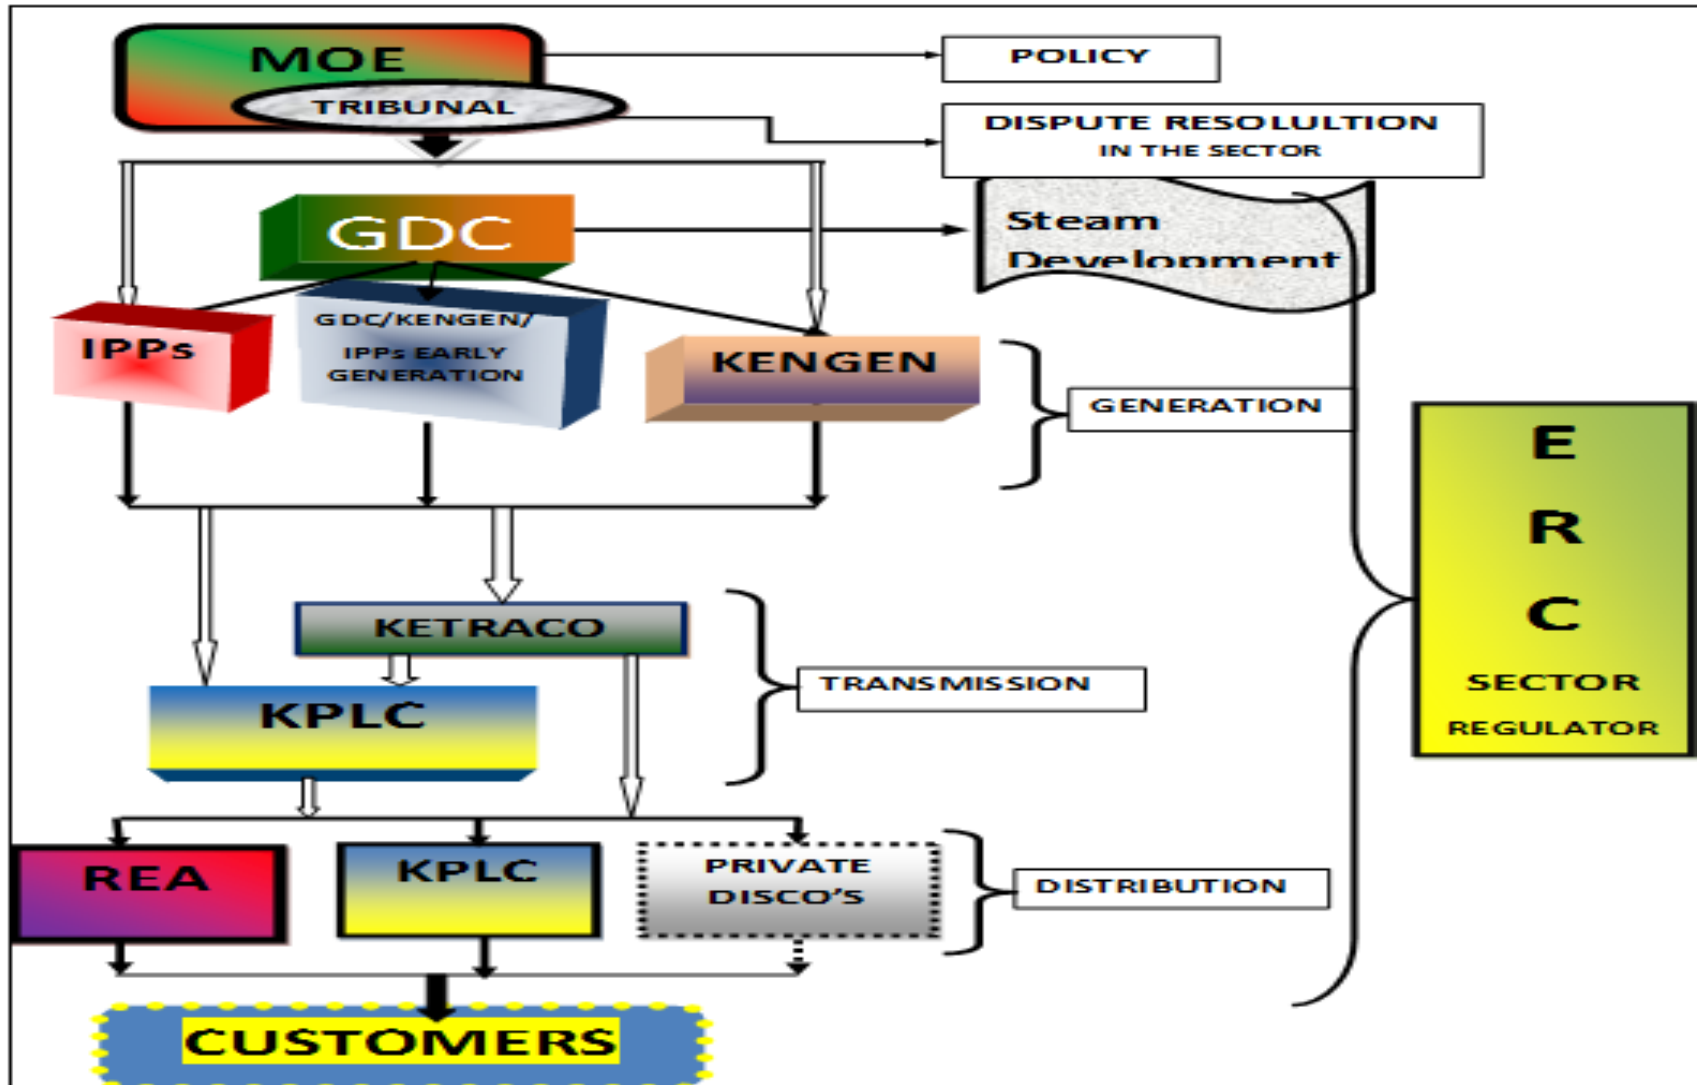 MOE
POLICY
TRIBUNAL
DISPUTE RESOLULTION
IN THE SECTOR
GDC
Steam
Development
IPPs
GDC/KENGEN/
IPPs EARLY
GENERATION
KENGEN
GENERATION
E
R
C
SECTOR
REGULATOR
KETRACO
TRANSMISSION
KPLC
REA
KPLC
PRIVATE
DISCO'S
DISTRIBUTION
CUSTOMERS